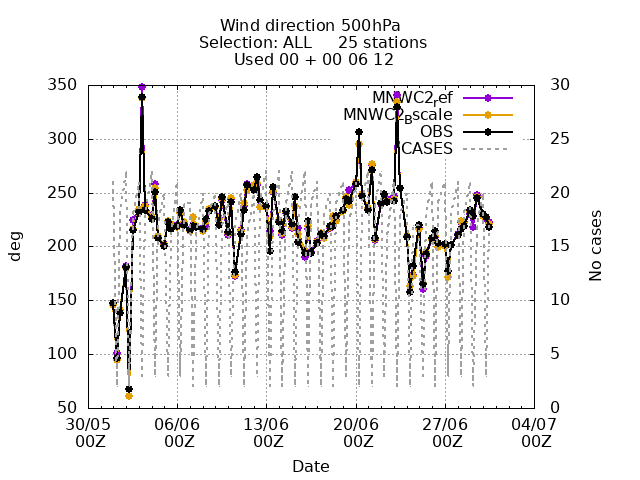 Wind direction 500hPa
Selection: ALL 25 stations
Used 00 + 00 06 12
350 30
MNWC2ref
300 25
MNWC2Bscale
OBS
CASES
250 20
200 15
deg
No cases
150 10
100 5
50 0
30/05 06/06 13/06 20/06 27/06 04/07
00Z 00Z 00Z 00Z 00Z 00Z
Date